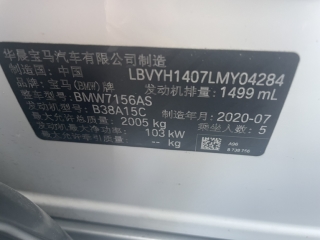 华晨宝马汽车有限公司制造
制造国：中国 LBVYH1407LMY04284
品牌：宝马(BMW)牌 发动机排量：1499 mL
整车型号：BMW7156AS
发动机型号：B38A15C 制造年月：2020-07
最大允许总质量：2005 kg 乘坐人数：5
发动机最大净功率：103 kW
-- kg